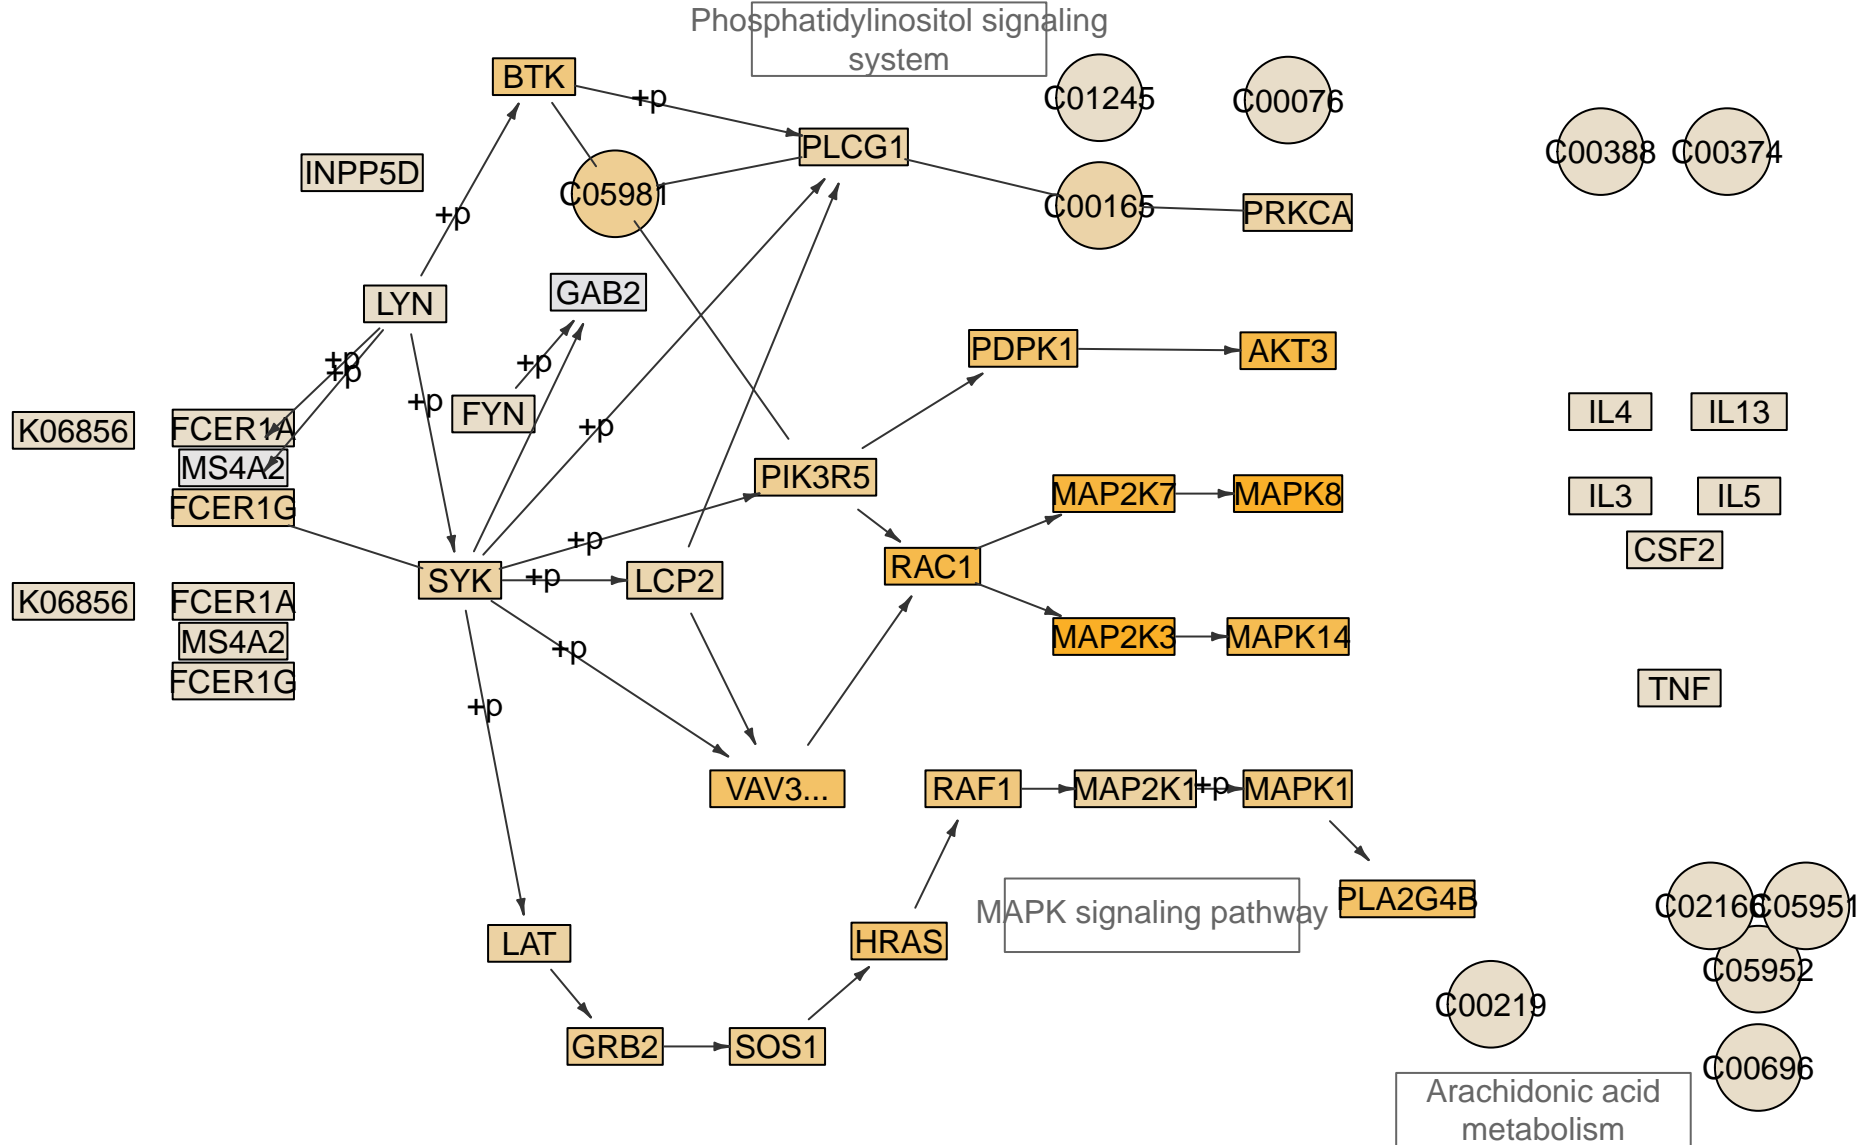 Phosphatidylinositol signaling
system
BTK
+p
C01245
C00076
PLCG1
C00388
C00374
INPP5D
C05981
C00165
PRKCA
+p
LYN
GAB2
PDPK1
AKT3
+p
+p
+p
+p
FYN
+p
K06856
FCER1A
IL4
IL13
MS4A2
PIK3R5
FCER1G
MAP2K7
MAPK8
IL3
IL5
+p
CSF2
SYK
+p
LCP2
RAC1
K06856
FCER1A
MS4A2
+p
MAP2K3
MAPK14
FCER1G
TNF
+p
VAV3...
RAF1
MAP2K1
+p
MAPK1
MAPK signaling pathway
PLA2G4B
C02166
C05951
LAT
HRAS
C05952
C00219
GRB2
SOS1
C00696
Arachidonic acid
metabolism